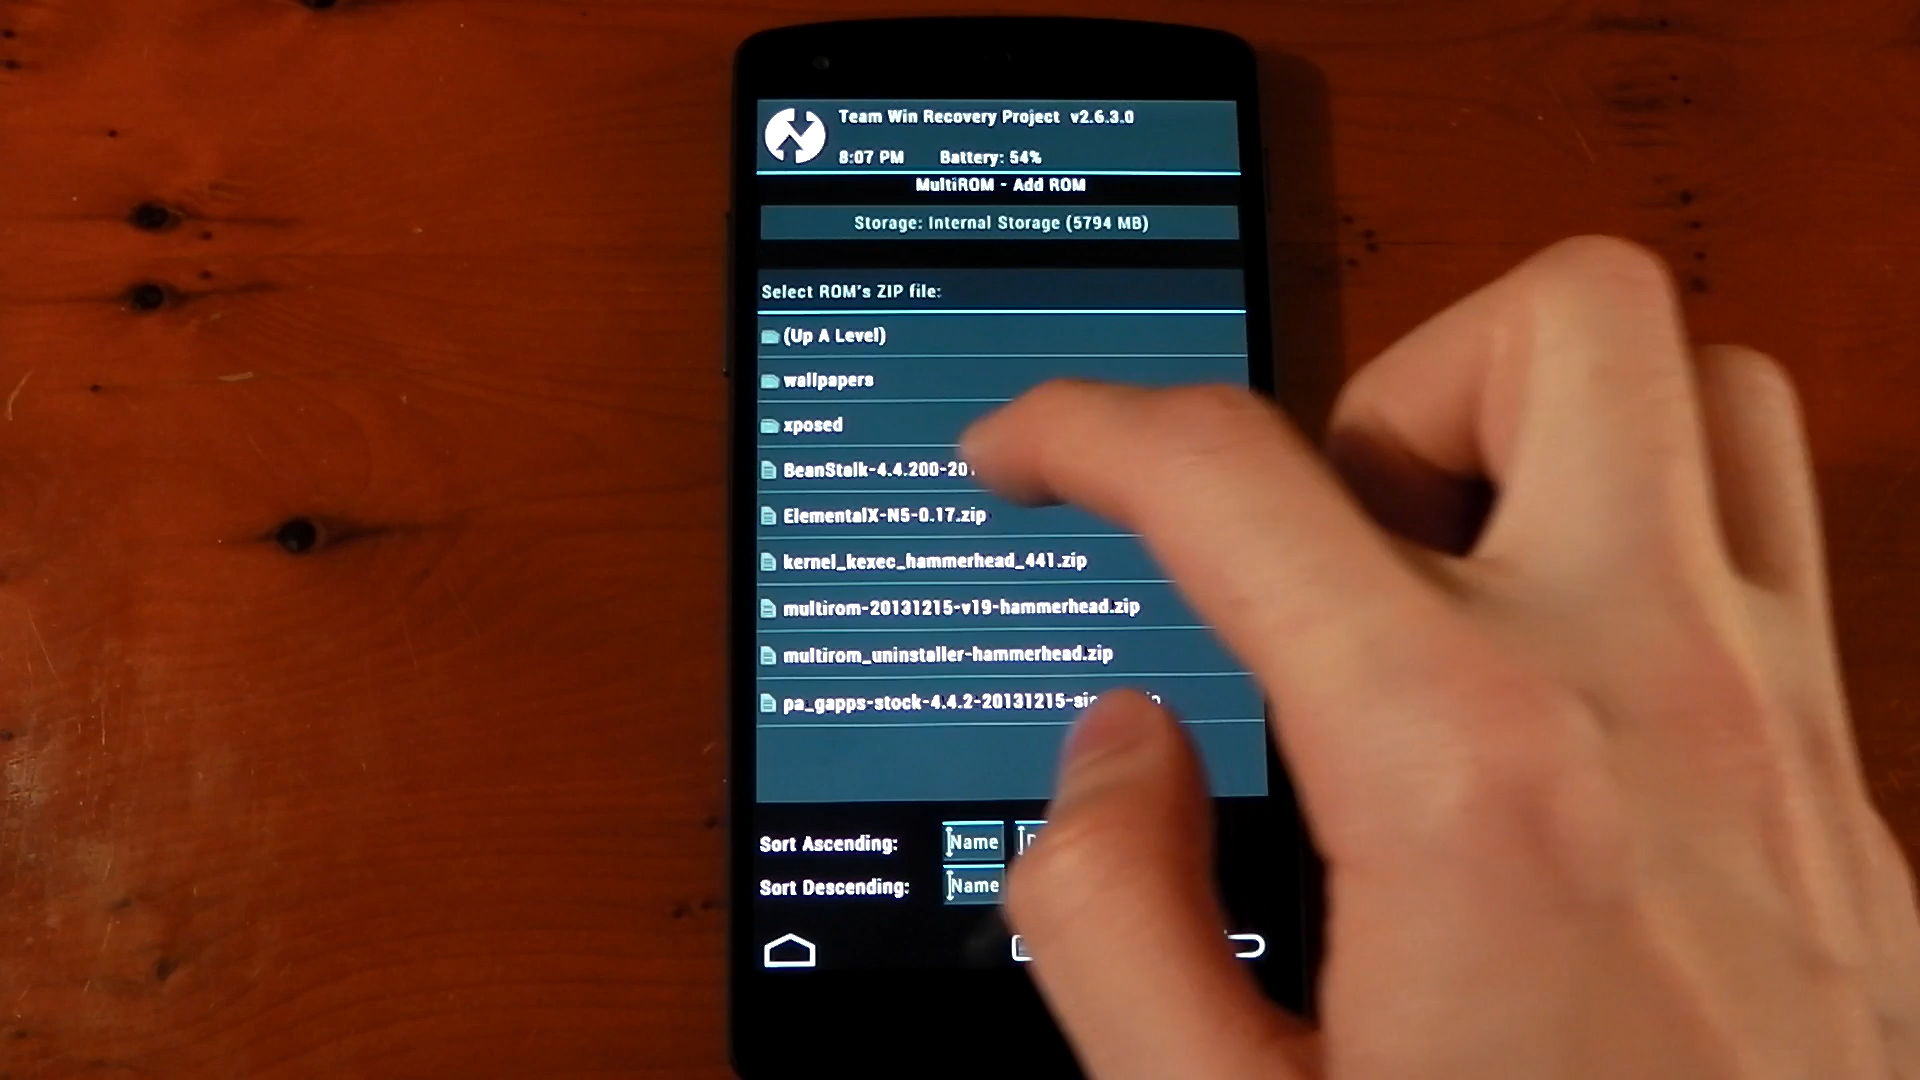 Team Win Recovery Project v2.6.3.0
8:07 PM Battery: 54%
MultiROM - Add ROM
Storage: Internal Storage (5794 MB)
Select ROM's ZIP file:
(Up A Level)
wallpapers
xposed
BeanStalk-4.4.200-20
ElementalX-N5-0.17.zip
kernel_kexec_hammerhead_441.zip
multirom-20131215-v19-hammerhead.zip
multirom_uninstaller-hammerhead.zip
pa_gapps-stock-4.4.2-20131215-si
Sort Ascending: Name
Sort Descending: Name